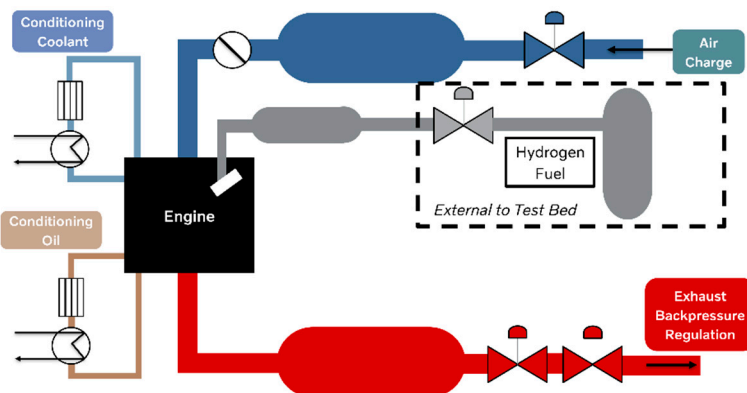 Conditioning
Coolant
Air
Charge
Hydrogen
Fuel
Engine
External to Test Bed
Conditioning
Oil
Exhaust
Backpressure
Regulation